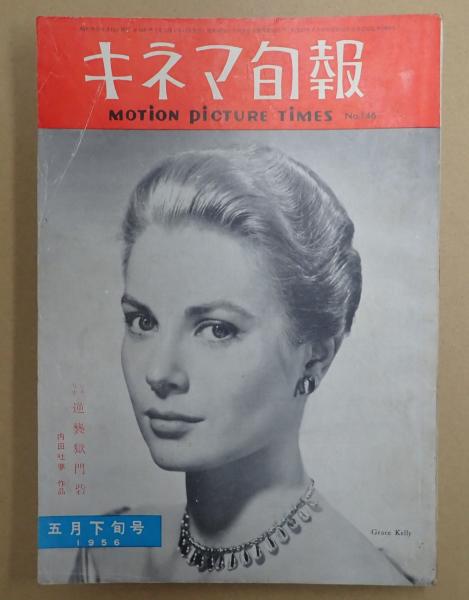 キネマ旬報
MOTION PICTURE TIMES No.146
逆襲獄門砦
内田吐夢 作品
五月下旬号
1956
Grace Kelly